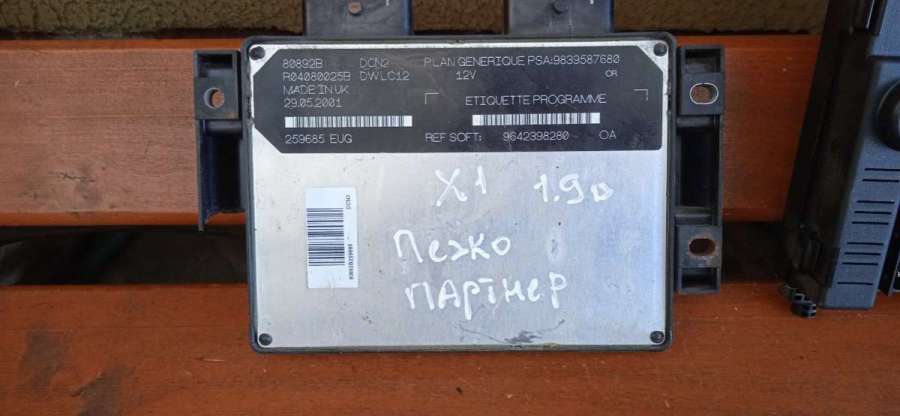 80892B DCN2 PLAN GENERIQUE PSA:9839587680
R04080025B DWLC12 12V OR
MADE IN UK
29.05.2001 ETIQUETTE PROGRAMME
259685 EUG REF SOFT: 9642398280 OA
X1 1.9D
Пежо
ПАРТНЕР